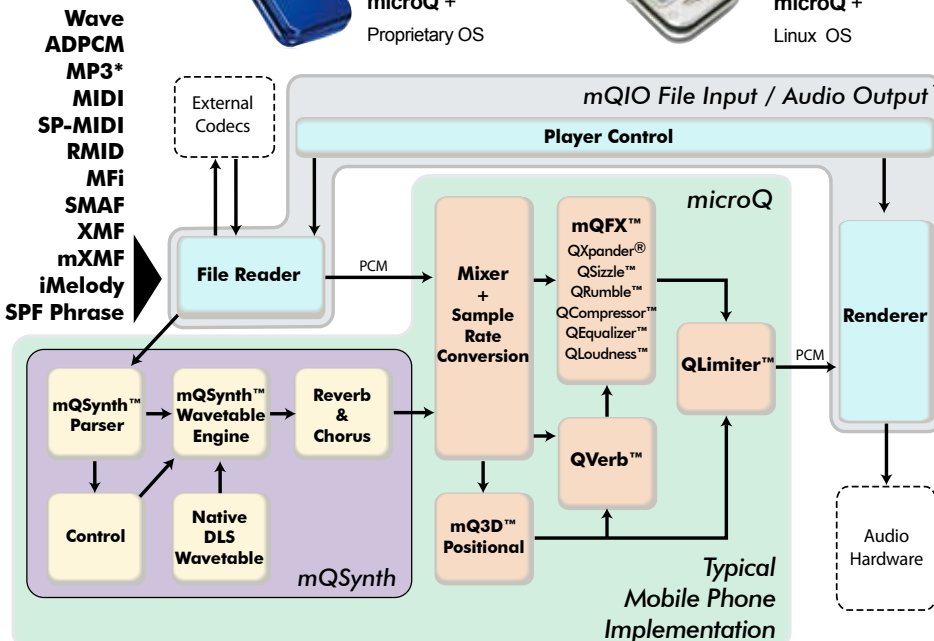 microQ +
Proprietary OS
microQ +
Linux OS
Wave
ADPCM
MP3*
MIDI
SP-MIDI
RMID
MFi
SMAF
XMF
mXMF
iMelody
SPF Phrase
External
Codecs
mQIO File Input / Audio Output
Player Control
microQ
File Reader
PCM
Mixer
+
Sample
Rate
Conversion
mQFX™
QXpander®
QSizzle™
QRumble™
QCompressor™
QEqualizer™
QLoudness™
QLimiter™
PCM
Renderer
mQSynth™
Parser
mQSynth™
Wavetable
Engine
Reverb
&
Chorus
QVerb™
Control
Native
DLS
Wavetable
mQ3D™
Positional
Audio
Hardware
mQSynth
Typical
Mobile Phone
Implementation